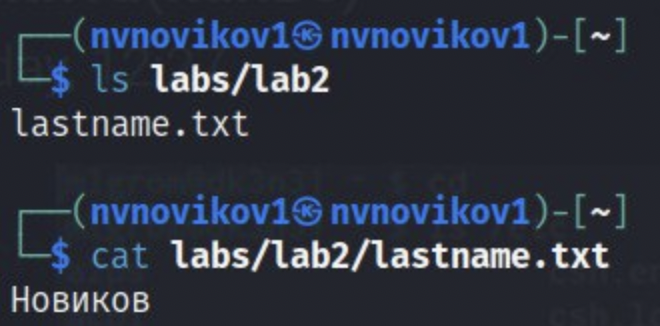 ┌──(nvnovikov1㉿nvnovikov1)-[~]
└─$ ls labs/lab2
lastname.txt
┌──(nvnovikov1㉿nvnovikov1)-[~]
└─$ cat labs/lab2/lastname.txt
Новиков